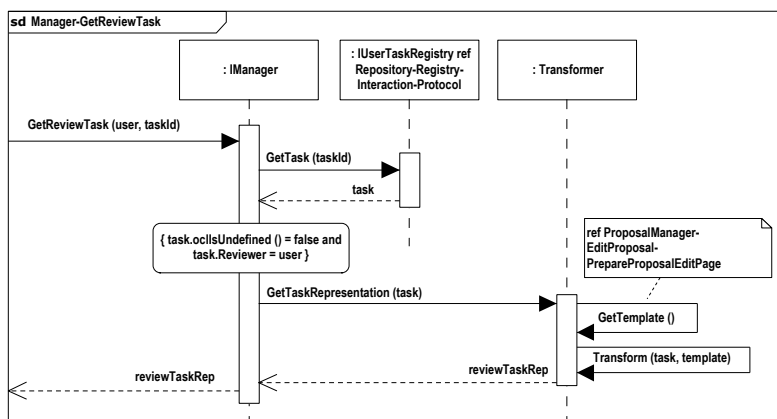 sd Manager-GetReviewTask
: IManager
: IUserTaskRegistry ref
Repository-Registry-
Interaction-Protocol
: Transformer
GetReviewTask (user, taskId)
GetTask (taskId)
task
{ task.oclIsUndefined () = false and
task.Reviewer = user }
ref ProposalManager-
EditProposal-
PrepareProposalEditPage
GetTaskRepresentation (task)
GetTemplate ()
Transform (task, template)
reviewTaskRep
reviewTaskRep